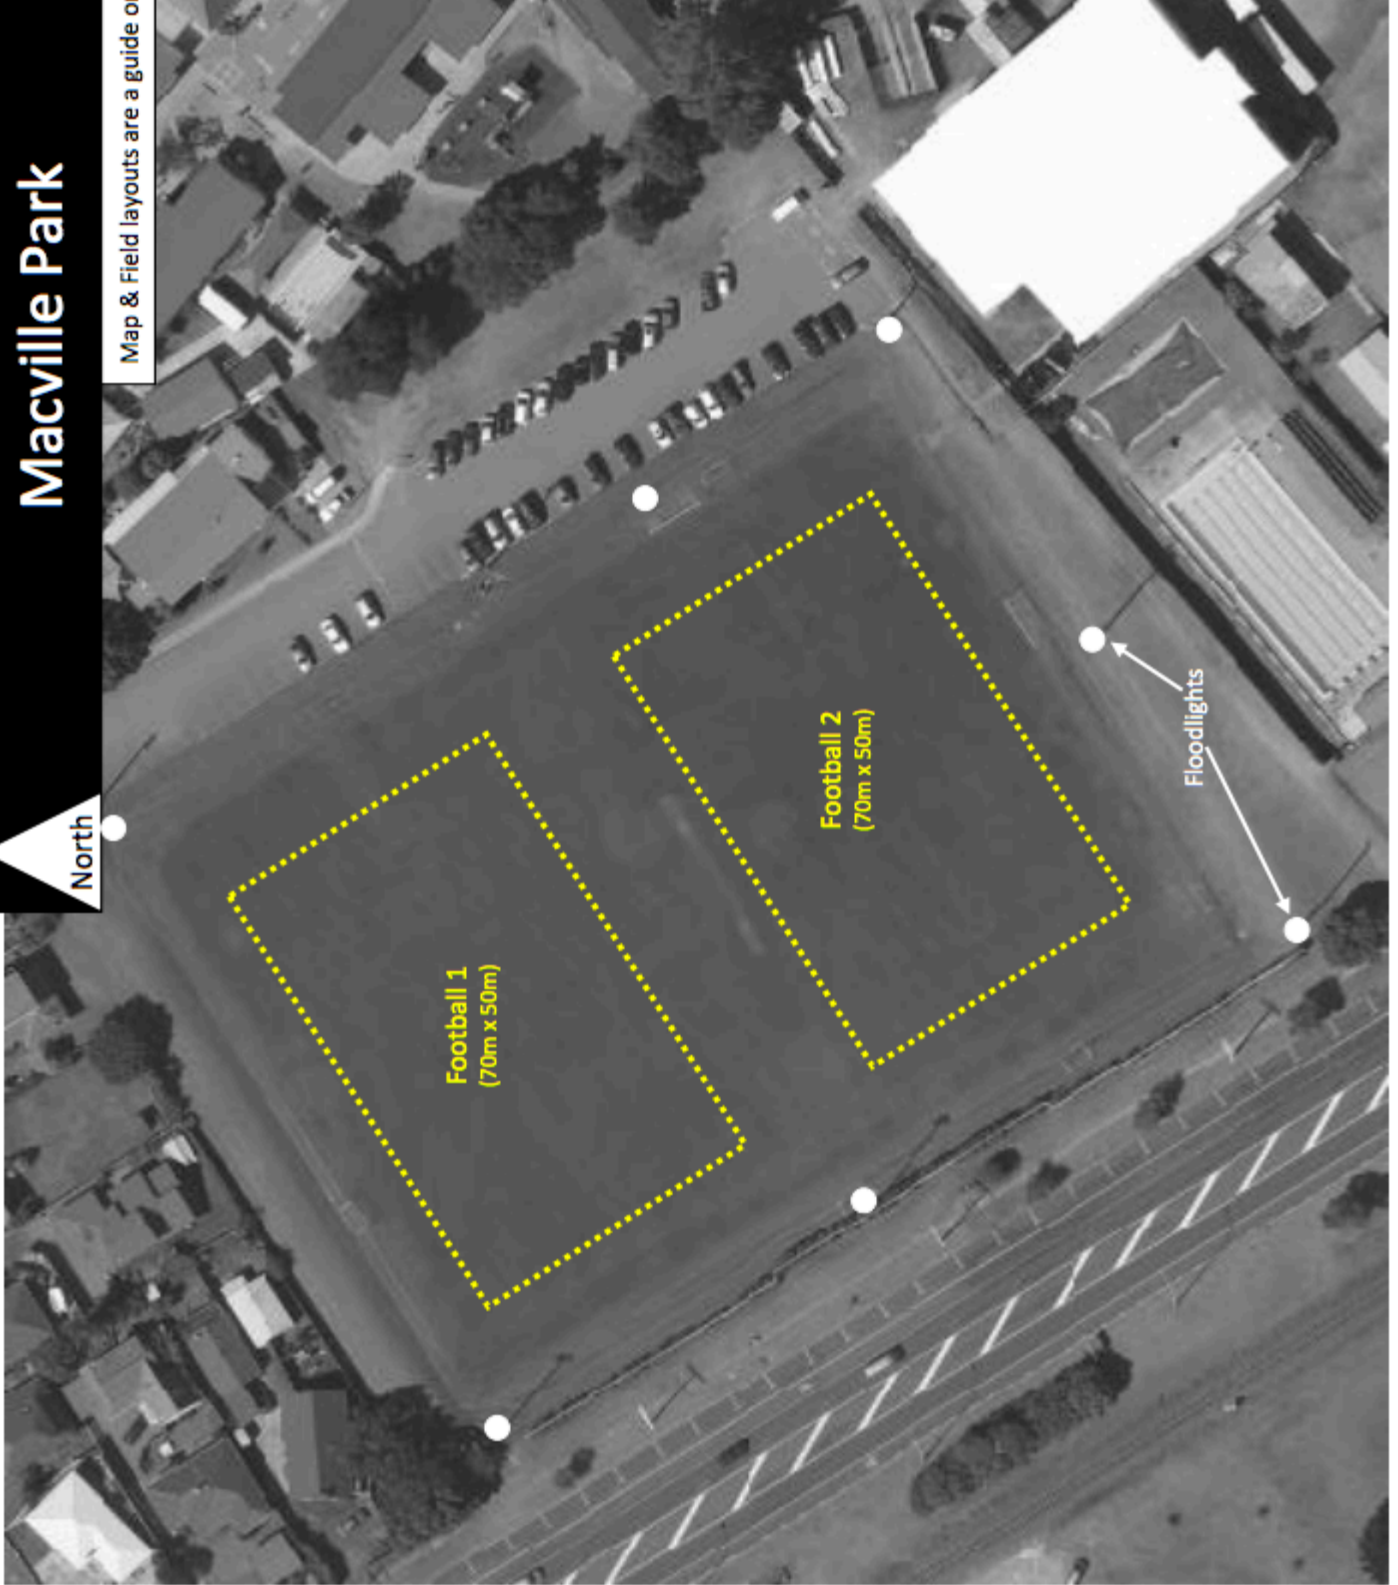 Macville Park
Map & Field layouts are a guide o
North
Football 1
(70m x 50m)
Football 2
(70m x 50m)
Floodlights